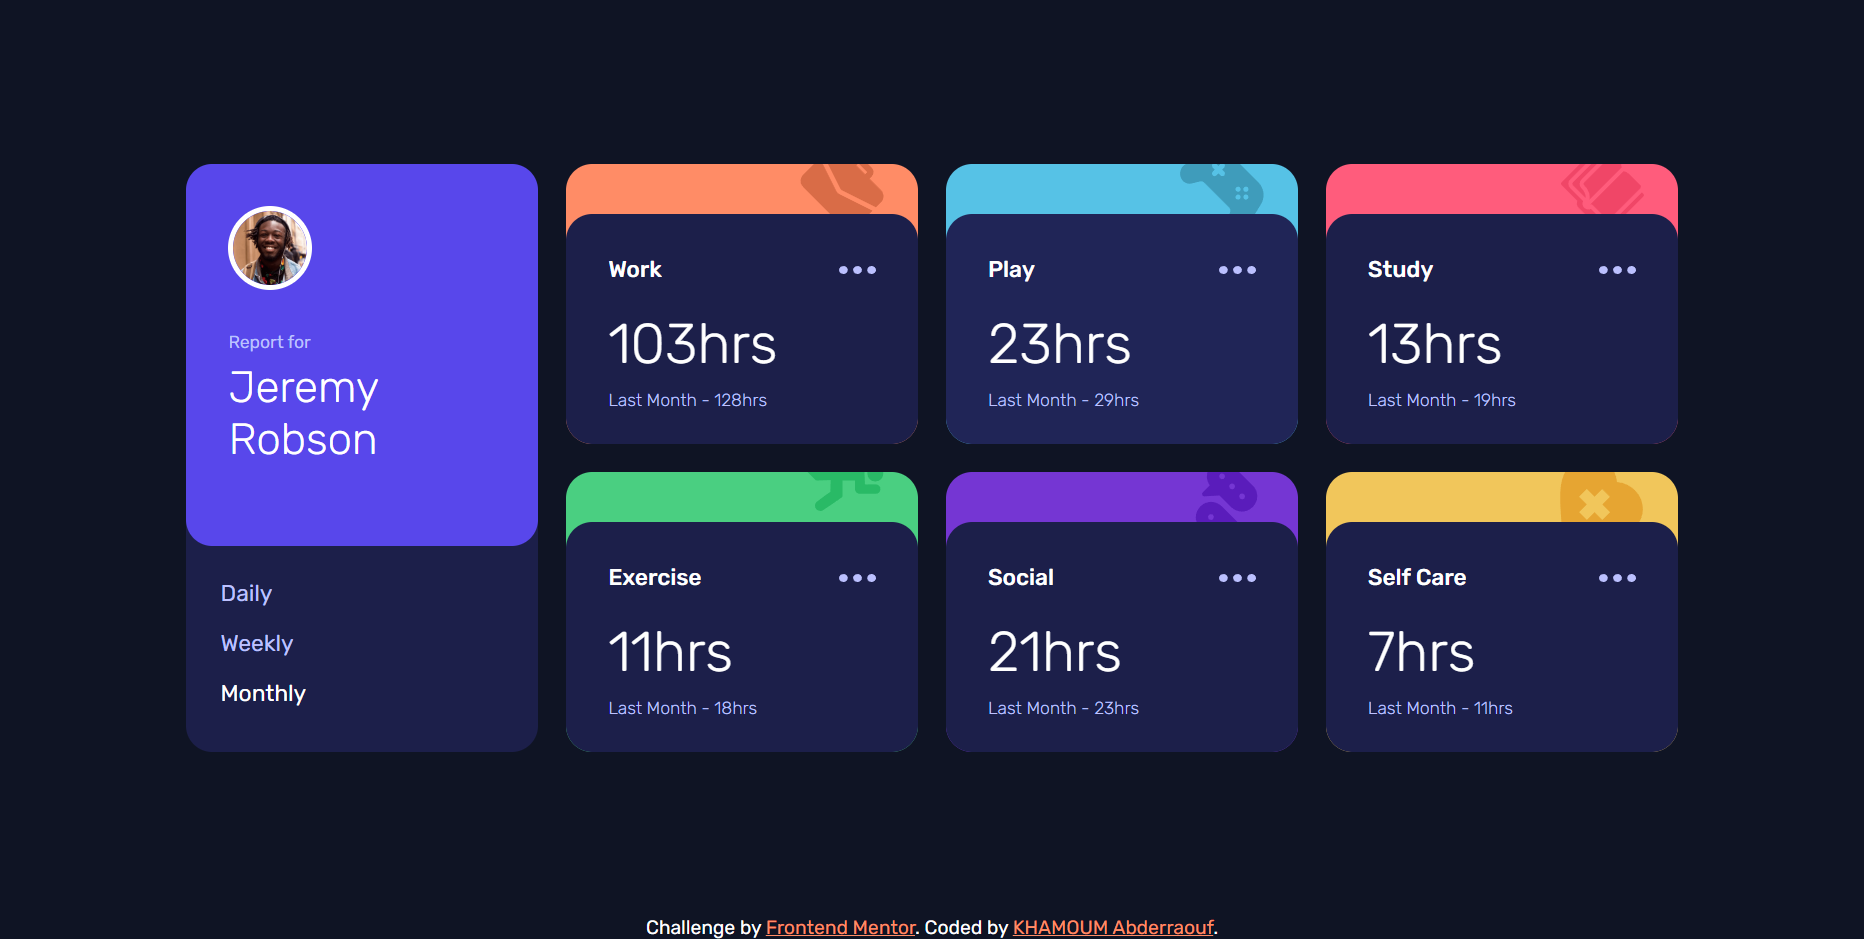 Report for
Jeremy
Robson
Daily
Weekly
Monthly
Work
103hrs
Last Month - 128hrs
Play
23hrs
Last Month - 29hrs
Study
13hrs
Last Month - 19hrs
Exercise
11hrs
Last Month - 18hrs
Social
21hrs
Last Month - 23hrs
Self Care
7hrs
Last Month - 11hrs
Challenge by Frontend Mentor. Coded by KHAMOUM Abderraouf.